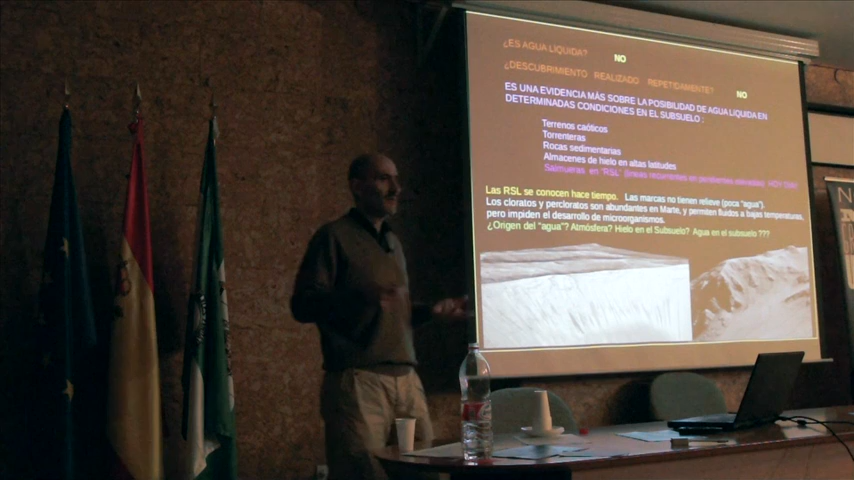 ¿ES AGUA LIQUIDA? NO
¿DESCUBRIMIENTO REALIZADO REPETIDAMENTE? NO
ES UNA EVIDENCIA MÁS SOBRE LA POSIBILIDAD DE AGUA LIQUIDA EN
DETERMINADAS CONDICIONES EN EL SUBSUELO :
Terrenos caóticos
Torrenteras
Rocas sedimentarias
Almacenes de hielo en altas latitudes
Salmueras en "RSL" (lineas recurrentes en pendientes
Las RSL se conocen hace tiempo. Las marcas no tienen relieve (poca "agua").
Los cloratos y percloratos son abundantes en Marte, y permiten fluidos a bajas temperaturas,
pero impiden el desarrollo de microorganismos.
¿Origen del "agua"? Atmósfera? Hielo en el Subsuelo? Agua en el subsuelo ???
N